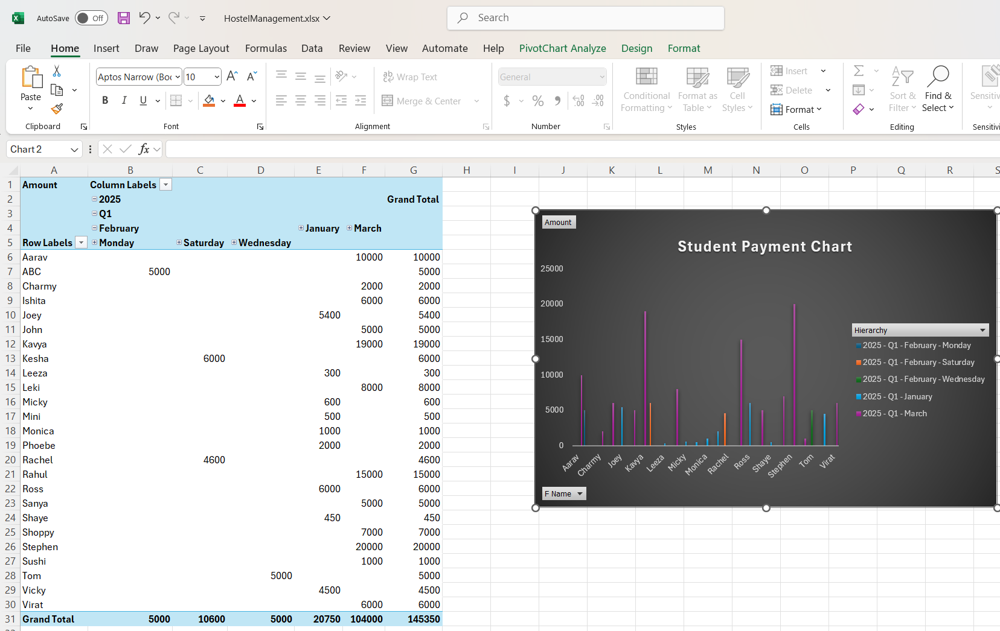 AutoSave Off HostelManagement.xlsx Search
File Home Insert Draw Page Layout Formulas Data Review View Automate Help PivotChart Analyze Design Format
Paste
Clipboard
Aptos Narrow (Boc 10
B I U A
Font
Wrap Text
Merge & Center
Alignment
General
$ %
Number
Conditional Formatting
Format as Table
Cell Styles
Styles
Insert
Delete
Format
Cells
Sort & Filter
Find & Select
Editing
Sensitiv
Sensitivi
Chart 2 fx
A B C D E F G H I J K L M N O P Q R S
1 Amount Column Labels
2 2025 Grand Total
3 Q1
4 February January March
5 Row Labels Monday Saturday Wednesday
6 Aarav 10000 10000
7 ABC 5000 5000
8 Charmy 2000 2000
9 Ishita 6000 6000
10 Joey 5400 5400
11 John 5000 5000
12 Kavya 19000 19000
13 Kesha 6000 6000
14 Leeza 300 300
15 Leki 8000 8000
16 Micky 600 600
17 Mini 500 500
18 Monica 1000 1000
19 Phoebe 2000 2000
20 Rachel 4600 4600
21 Rahul 15000 15000
22 Ross 6000 6000
23 Sanya 5000 5000
24 Shaye 450 450
25 Shoppy 7000 7000
26 Stephen 20000 20000
27 Sushi 1000 1000
28 Tom 5000 5000
29 Vicky 4500 4500
30 Virat 6000 6000
31 Grand Total 5000 10600 5000 20750 104000 145350
Amount
Student Payment Chart
25000
20000
15000
10000
5000
0
Aarav Charmy Joey Kavya Leeza Micky Monica Rachel Ross Shaye Stephen Tom Virat
Hierarchy
2025 - Q1 - February - Monday
2025 - Q1 - February - Saturday
2025 - Q1 - February - Wednesday
2025 - Q1 - January
2025 - Q1 - March
F Name